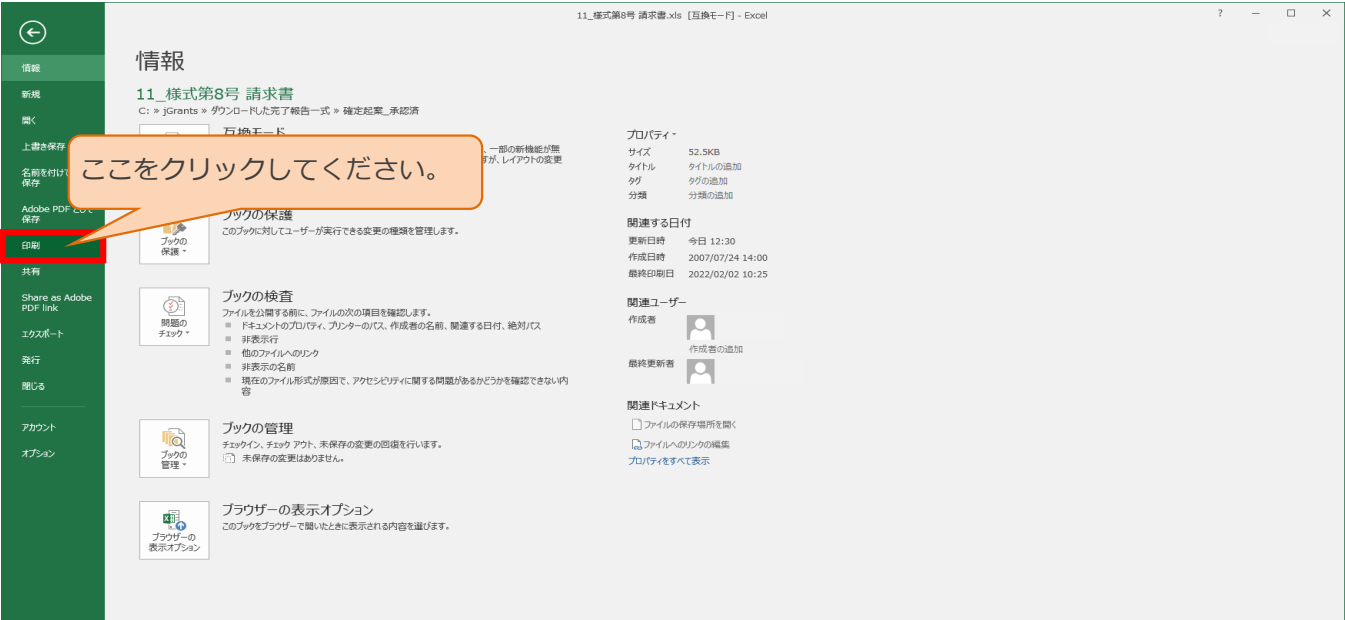 11_様式第8号 請求書.xls [互換モード] - Excel
?
情報
新規
開く
上書き保存
名前を付けて
保存
Adobe PDF として
保存
印刷
共有
Share as Adobe
PDF link
エクスポート
発行
閉じる
アカウント
オプション
情報
11_様式第8号 請求書
C: » jGrants » ダウンロードした完了報告一式 » 確定起案_承認済
互換モード
、一部の新機能が無
すが、レイアウトの変更
ここをクリックしてください。
ブックの
保護
ブックの保護
このブックに対してユーザーが実行できる変更の種類を管理します。
問題の
チェック
ブックの検査
ファイルを公開する前に、ファイルの次の項目を確認します。
ドキュメントのプロパティ、プリンターのパス、作成者の名前、関連する日付、絶対パス
非表示行
他のファイルへのリンク
非表示の名前
現在のファイル形式が原因で、アクセシビリティに関する問題があるかどうかを確認できない内
容
ブックの
管理
ブックの管理
チェックイン、チェック アウト、未保存の変更の回復を行います。
未保存の変更はありません。
ブラウザーの
表示オプション
ブラウザーの表示オプション
このブックをブラウザーで開いたときに表示される内容を選びます。
プロパティ
サイズ 52.5KB
タイトル タイトルの追加
タグ タグの追加
分類 分類の追加
関連する日付
更新日時 今日 12:30
作成日時 2007/07/24 14:00
最終印刷日 2022/02/02 10:25
関連ユーザー
作成者
作成者の追加
最終更新者
関連ドキュメント
ファイルの保存場所を開く
ファイルへのリンクの編集
プロパティをすべて表示